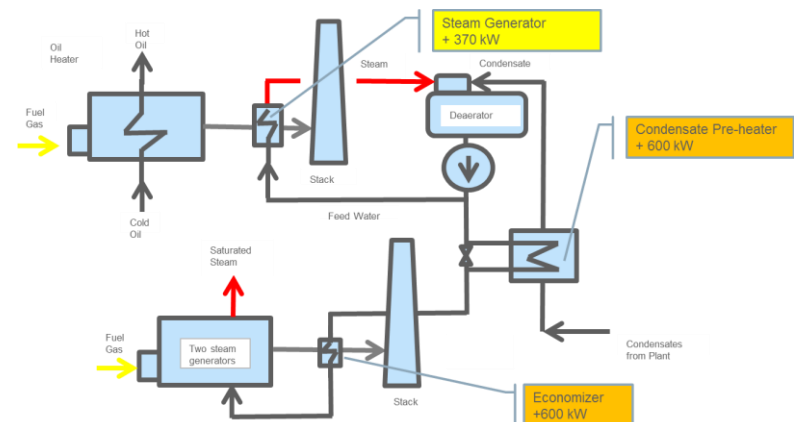 Steam Generator
+ 370 kW
Hot
Oil
Oil
Heater
Steam
Condensate
Fuel
Gas
Deaerator
Condensate Pre-heater
+ 600 kW
Stack
Feed Water
Cold
Oil
Saturated
Steam
Fuel
Gas
Two steam
generators
Condensates
from Plant
Stack
Economizer
+600 kW